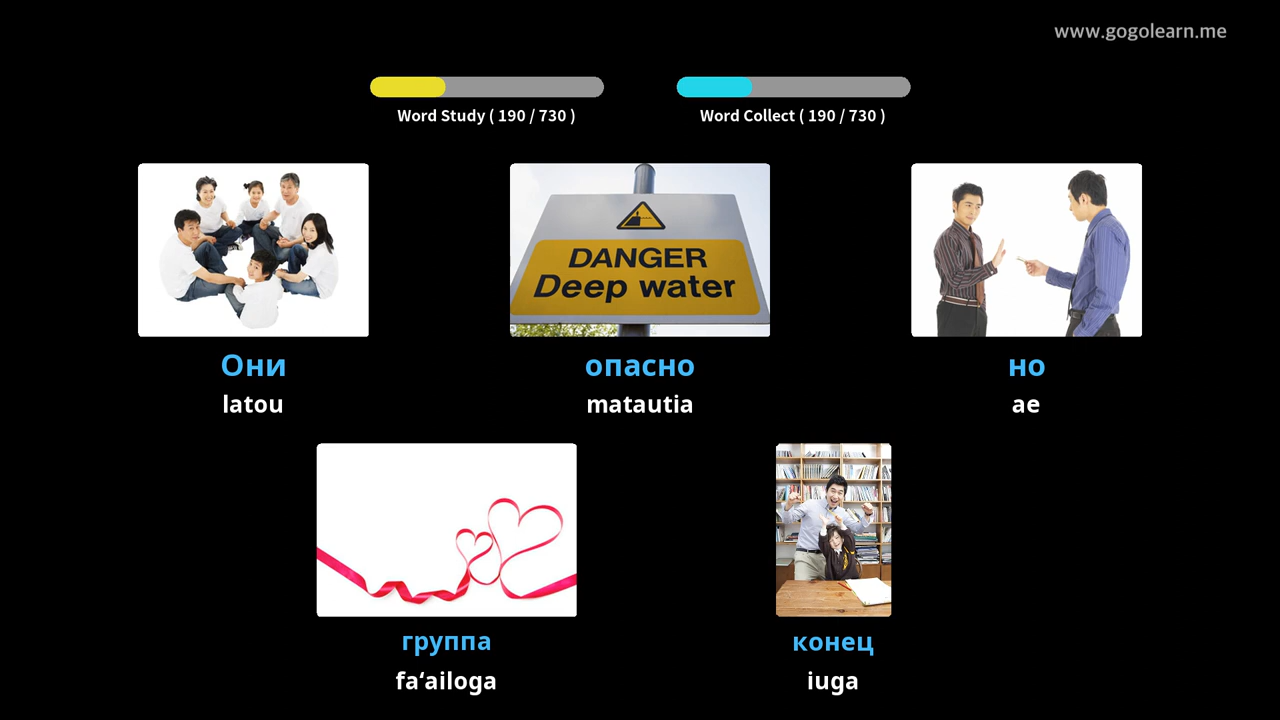 www.gogolearn.me
Word Study ( 190 / 730 )
Word Collect ( 190 / 730 )
DANGER
Deep water
Они
опасно
но
latou
matautia
ae
группа
конец
fa‘ailoga
iuga